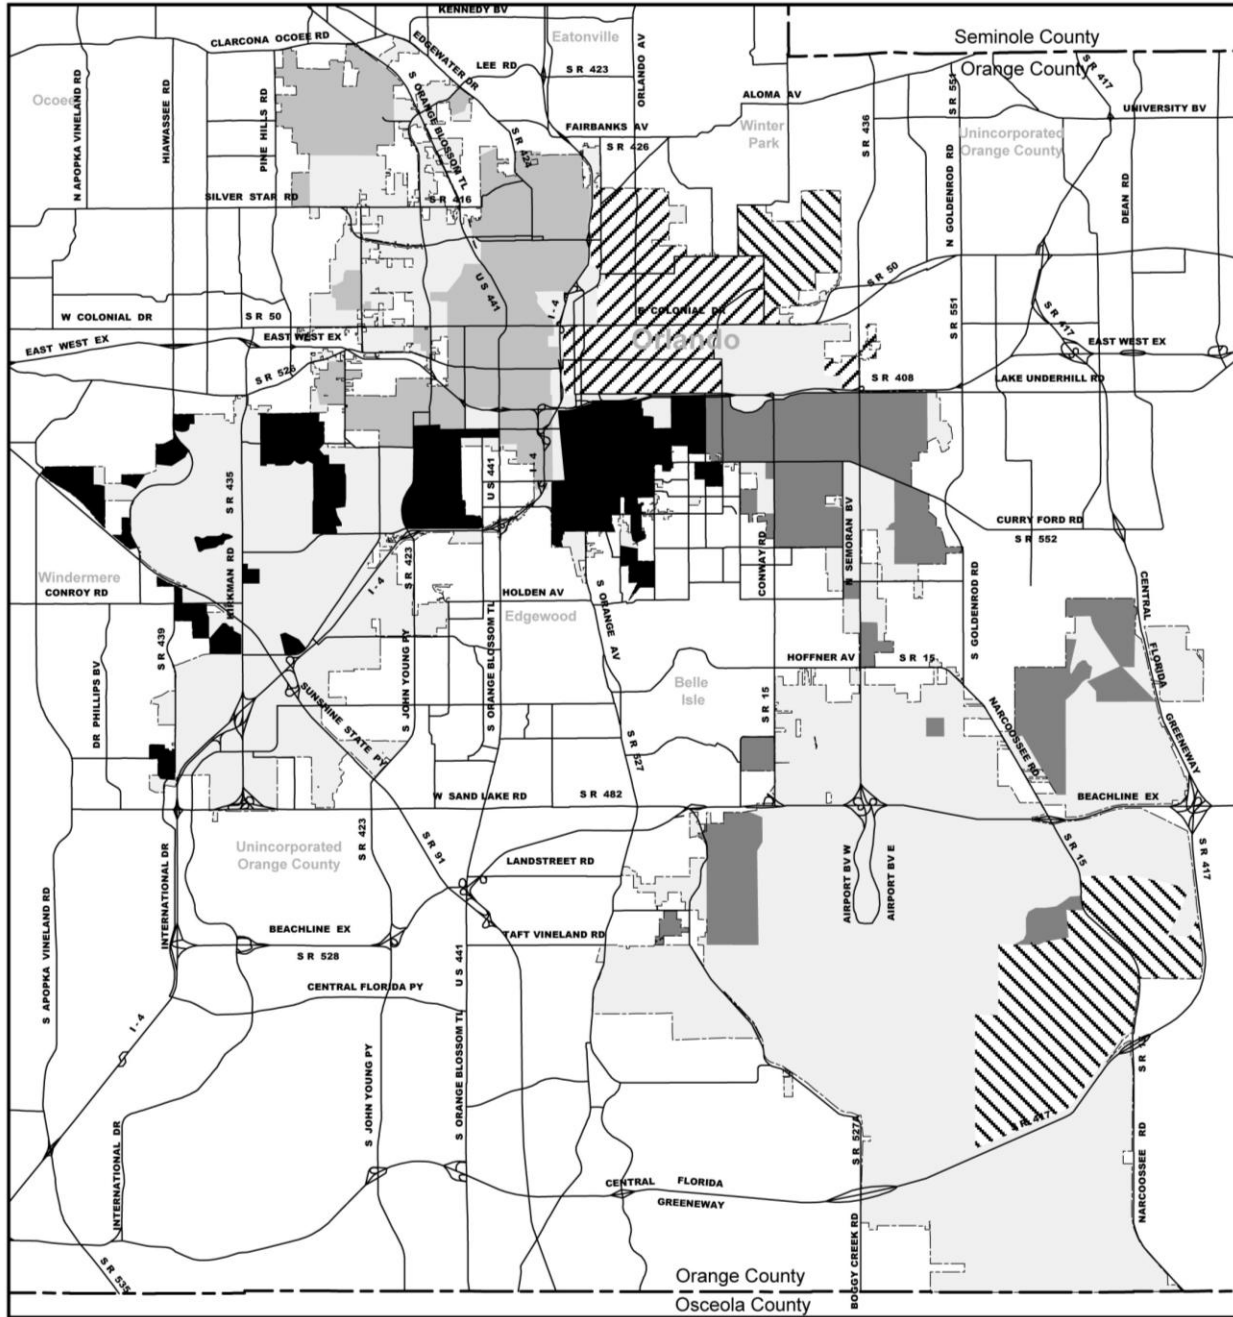 KENNEDY BV
CLARCONA OCOEE RD
EDGEWATER DR
Eatonville
ORLANDO AV
Seminole County
Orange County
S R 417
LEE RD
S R 423
N APOPKA VINELAND RD
HIAWASSEE RD
PINE HILLS RD
S ORANGE BLOSSOM TL
Ocoee
ALOMA AV
S R 551
UNIVERSITY BV
FAIRBANKS AV
S R 426
Winter
Park
S R 436
Unincorporated
Orange County
S R 424
N GOLDENROD RD
DEAN RD
SILVER STAR RD
S R 416
U S 441
I - 4
S R 50
W COLONIAL DR
S R 50
E COLONIAL DR
S R 551
S R 417
EAST WEST EX
EAST WEST EX
Orlando
EAST WEST EX
S R 526
S R 408
LAKE UNDERHILL RD
S R 435
U S 441
I - 4
N SEMORAN BV
CURRY FORD RD
S R 552
CONWAY RD
S R 423
I - 4
Windermere
CONROY RD
KIRKMAN RD
HOLDEN AV
Edgewood
S ORANGE AV
S GOLDENROD RD
CENTRAL FLORIDA GREENEWAY
S R 439
DR PHILLIPS BV
S JOHN YOUNG PY
S ORANGE BLOSSOM TL
HOFFNER AV
S R 15
Belle
Isle
S R 15
SUNSHINE STATE PY
NARCOOSSEE RD
S R 527
W SAND LAKE RD
S R 482
BEACHLINE EX
S R 423
S R 91
Unincorporated
Orange County
LANDSTREET RD
AIRPORT BV W
AIRPORT BV E
S R 15
S R 417
INTERNATIONAL DR
S APOPKA VINELAND RD
BEACHLINE EX
S R 528
TAFT VINELAND RD
U S 441
CENTRAL FLORIDA PY
I - 4
S JOHN YOUNG PY
S ORANGE BLOSSOM TL
INTERNATIONAL DR
S R 417
S R 527A
NARCOOSSEE RD
CENTRAL FLORIDA
GREENEWAY
BOGGY CREEK RD
S R 535
Orange County
Osceola County